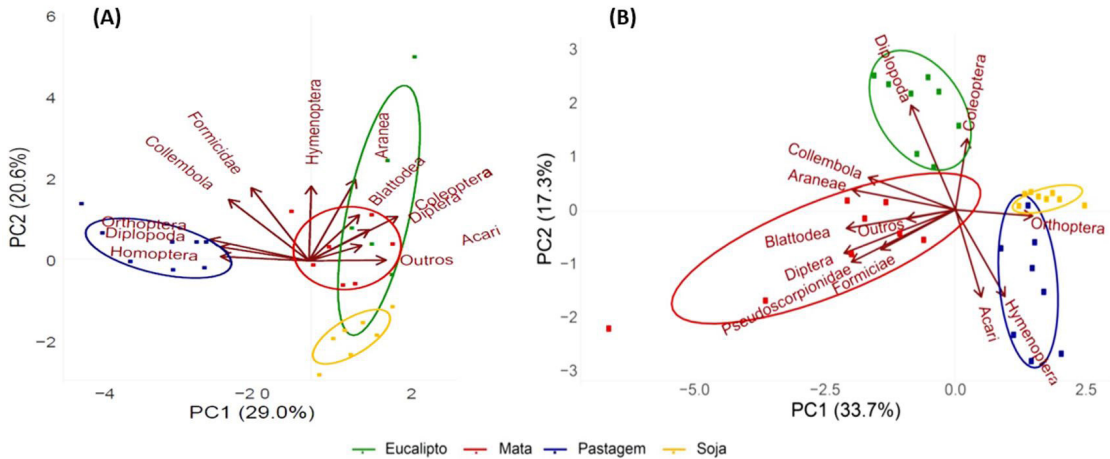 (A)
6
4
2
0
−2
PC2 (20.6%)
Formicidae
Collembola
Hymenoptera
Aranea
Blattodea
Coleoptera
Diptera
Acari
Orthoptera
Diplopoda
Homoptera
Outros
−4
−2
0
2
PC1 (29.0%)
(B)
3
2
1
0
−1
−2
−3
PC2 (17.3%)
Diplopoda
Coleoptera
Collembola
Araneae
Blattodea
Outros
Orthoptera
Diptera
Pseudoscorpionidae
Formiciae
Acari
Hymenoptera
−5.0
−2.5
0.0
2.5
PC1 (33.7%)
Eucalipto Mata Pastagem Soja